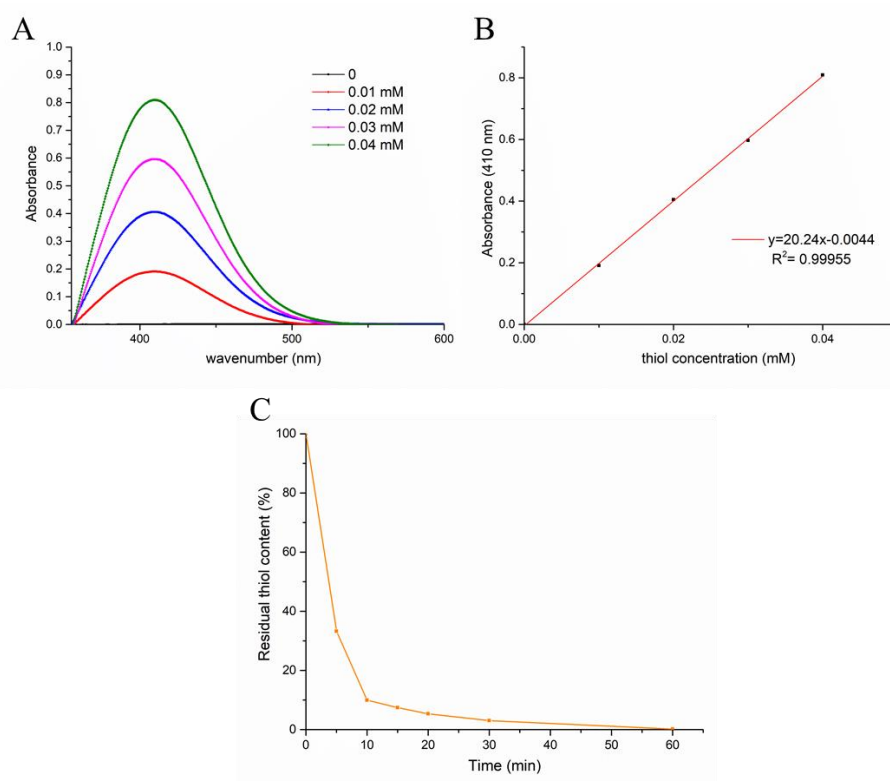 A
Absorbance
1.0
0.9
0.8
0.7
0.6
0.5
0.4
0.3
0.2
0.1
0.0
400
500
600
wavenumber (nm)
0
0.01 mM
0.02 mM
0.03 mM
0.04 mM
B
Absorbance (410 nm)
0.8
0.6
0.4
0.2
0.0
0.00
0.02
0.04
thiol concentration (mM)
y=20.24x-0.0044
R²= 0.99955
C
Residual thiol content (%)
100
80
60
40
20
0
0
10
20
30
40
50
60
Time (min)